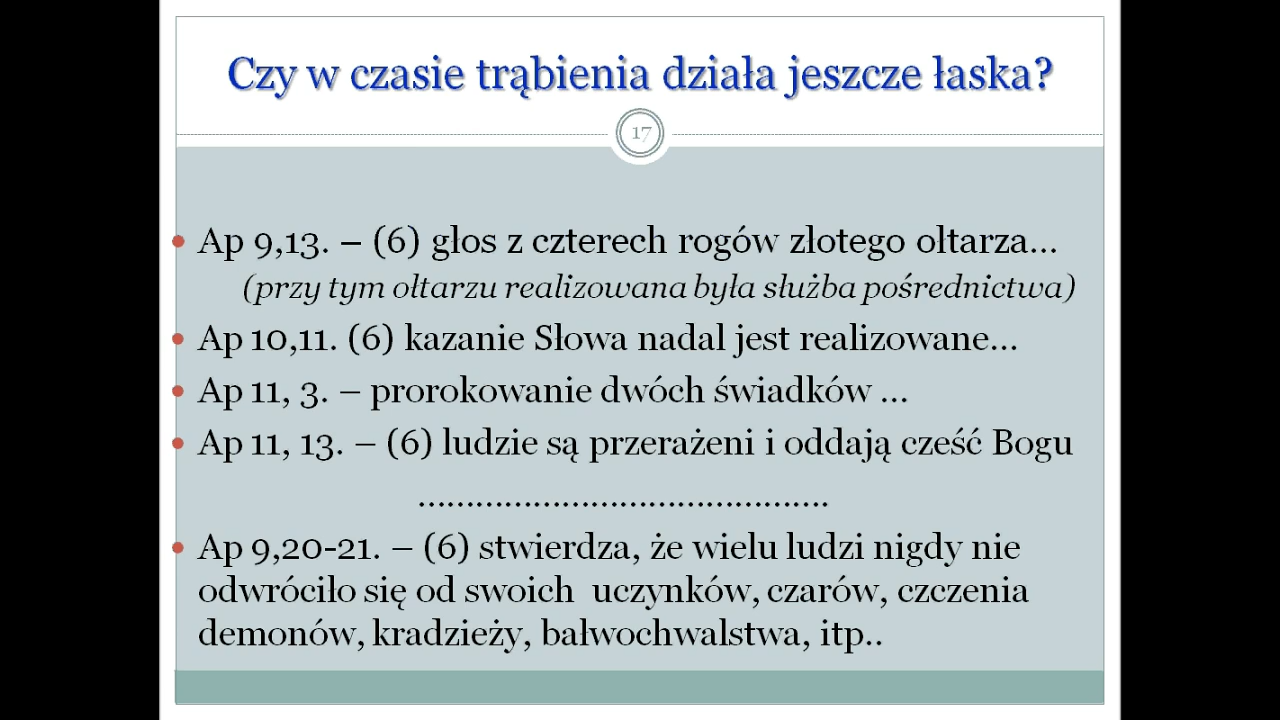 Czy w czasie trąbienia działa jeszcze łaska?
17
• Ap 9,13. – (6) głos z czterech rogów złotego ołtarza...
(przy tym ołtarzu realizowana była służba pośrednictwa)
• Ap 10,11. (6) kazanie Słowa nadal jest realizowane...
• Ap 11, 3. – prorokowanie dwóch świadków ...
• Ap 11, 13. – (6) ludzie są przerażeni i oddają cześć Bogu
.......................................
• Ap 9,20-21. – (6) stwierdza, że wielu ludzi nigdy nie
odwróciło się od swoich  uczynków, czarów, czczenia
demonów, kradzieży, bałwochwalstwa, itp..